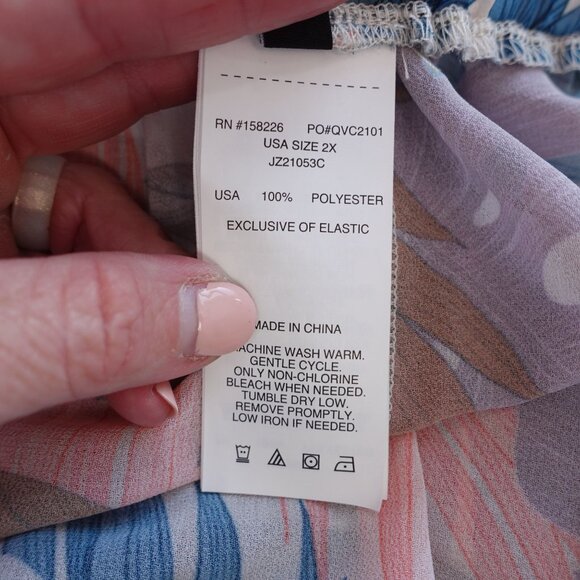 RN #158226 PO#QVC2101
USA SIZE 2X
JZ21053C
USA 100% POLYESTER
EXCLUSIVE OF ELASTIC
MADE IN CHINA
ACHINE WASH WARM.
GENTLE CYCLE.
ONLY NON-CHLORINE
BLEACH WHEN NEEDED.
TUMBLE DRY LOW.
REMOVE PROMPTLY.
LOW IRON IF NEEDED.